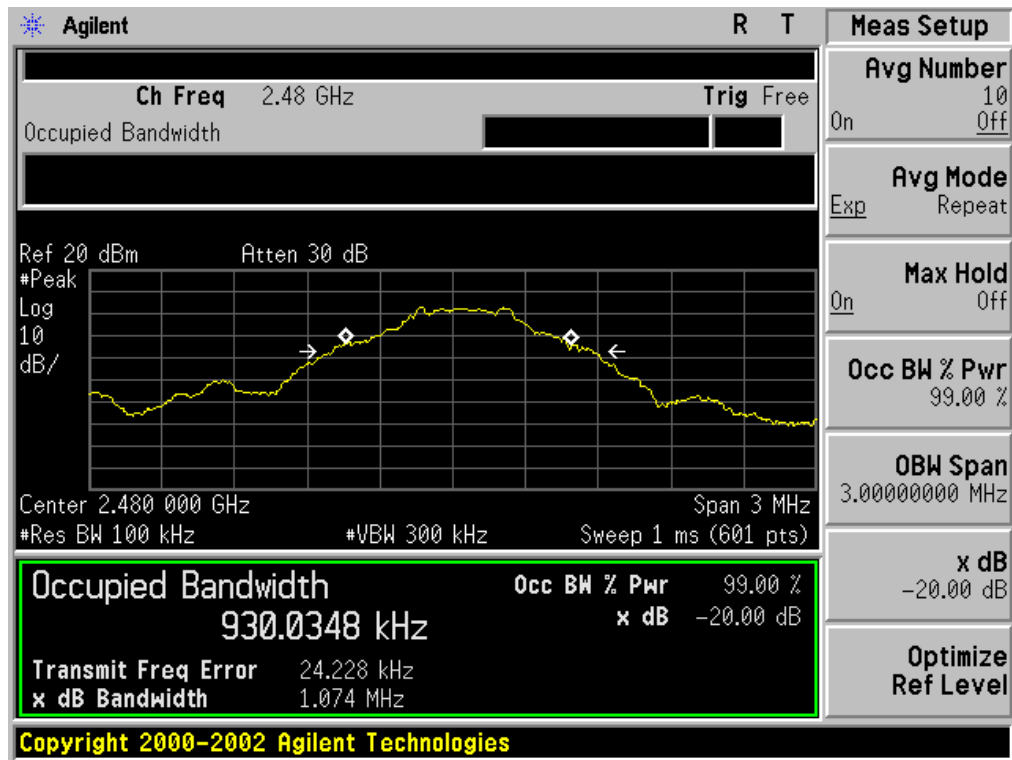 Agilent R T Meas Setup
Avg Number
10
On Off
Ch Freq 2.48 GHz Trig Free
Occupied Bandwidth
Avg Mode
Exp Repeat
Ref 20 dBm Atten 30 dB
#Peak
Log
10
dB/
Max Hold
On Off
Occ BW % Pwr
99.00 %
OBW Span
3.00000000 MHz
Center 2.480 000 GHz Span 3 MHz
#Res BW 100 kHz #VBW 300 kHz Sweep 1 ms (601 pts)
x dB
-20.00 dB
Occupied Bandwidth Occ BW % Pwr 99.00 %
930.0348 kHz x dB -20.00 dB
Transmit Freq Error 24.228 kHz
x dB Bandwidth 1.074 MHz
Optimize
Ref Level
Copyright 2000-2002 Agilent Technologies